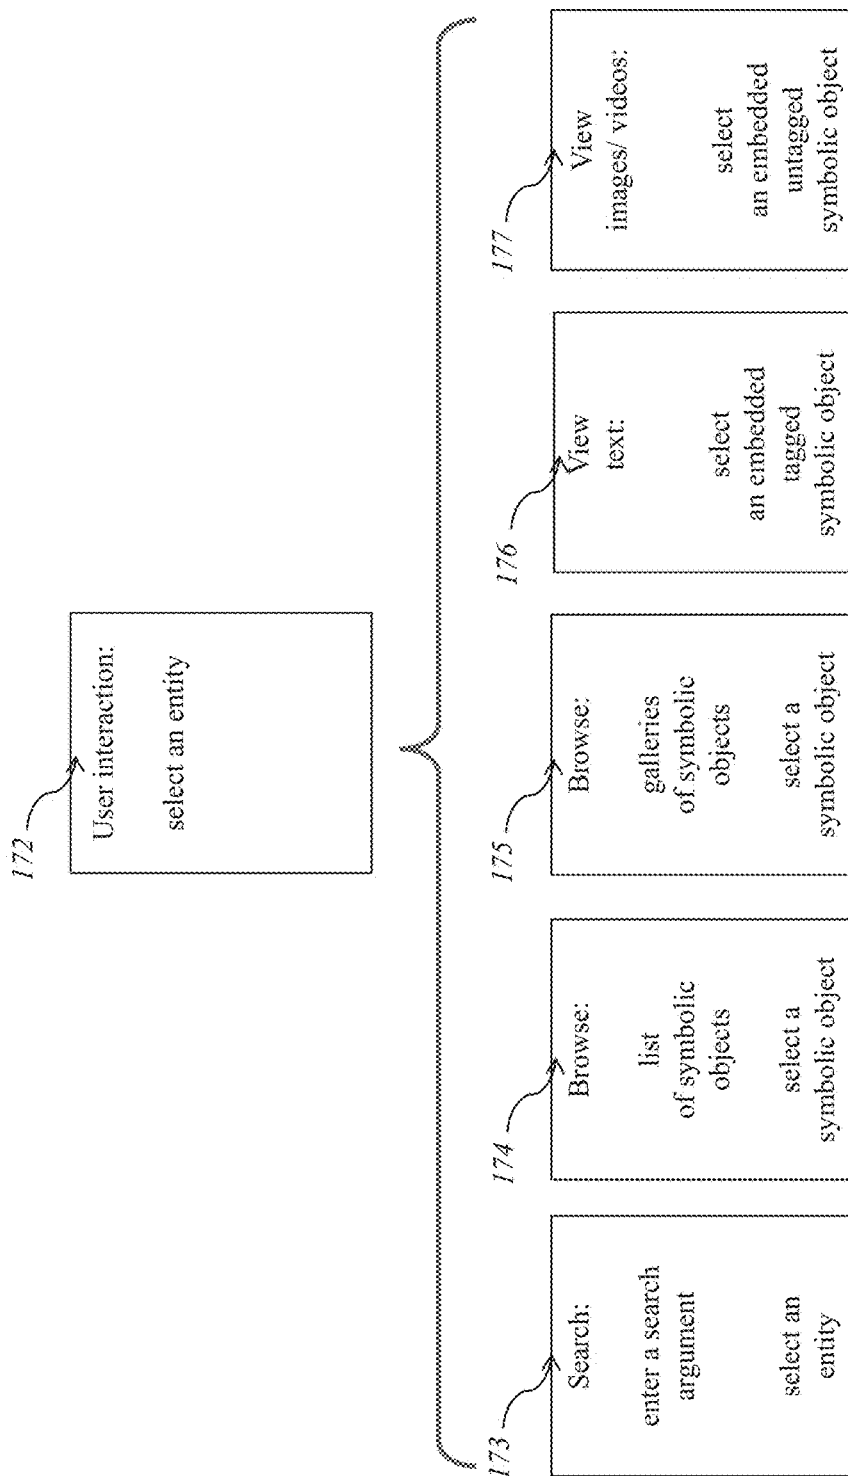 172
User interaction:
select an entity
173
Search:
enter a search
argument
select an
entity
174
Browse:
list
of symbolic
objects
select a
symbolic object
175
Browse:
galleries
of symbolic
objects
select a
symbolic object
176
View
text:
select
an embedded
tagged
symbolic object
177
View
images/ videos:
select
an embedded
untagged
symbolic object